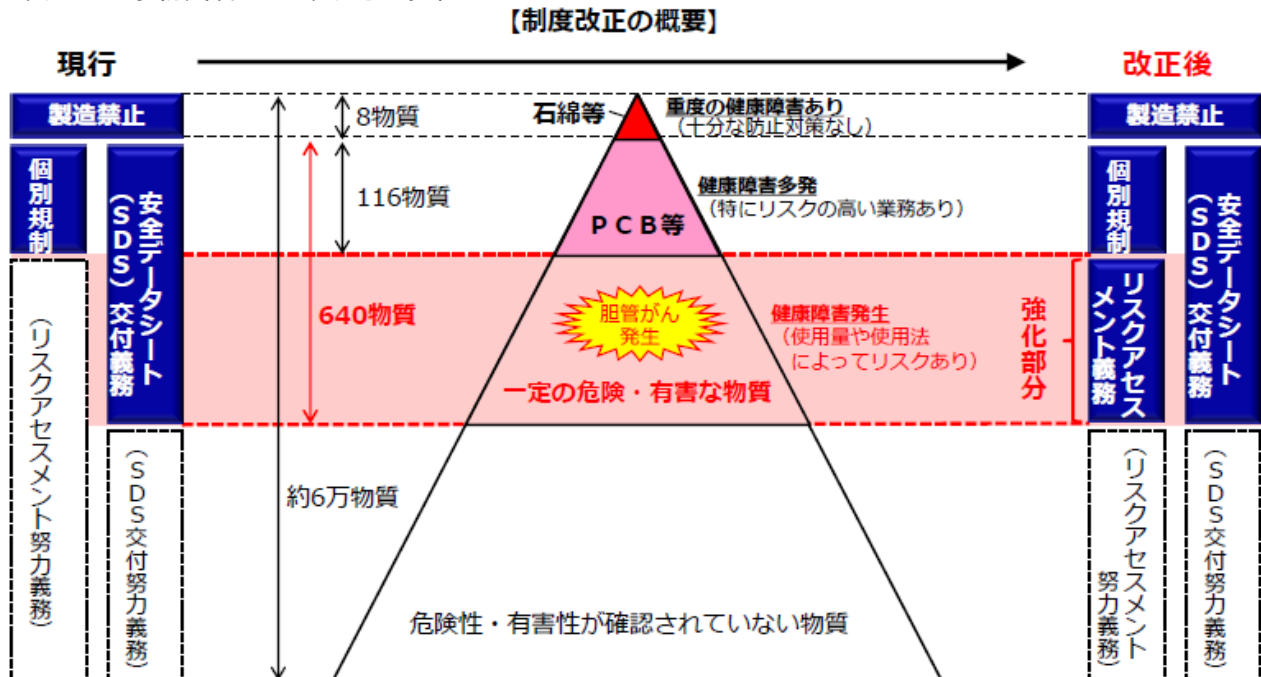 【制度改正の概要】
現行
改正後
製造禁止
個別規制
安全データシート
(SDS)交付義務
(リスクアセスメント努力義務)
(SDS交付努力義務)
8物質
116物質
640物質
約6万物質
石綿等
重度の健康障害あり
(十分な防止対策なし)
PCB等
健康障害多発
(特にリスクの高い業務あり)
胆管がん
発生
健康障害発生
(使用量や使用法
によってリスクあり)
一定の危険・有害な物質
危険性・有害性が確認されていない物質
強化部分
製造禁止
個別規制
リスクアセス
メント義務
安全データシート
(SDS)交付義務
(リスクアセスメント
努力義務)
(SDS交付努力義務)